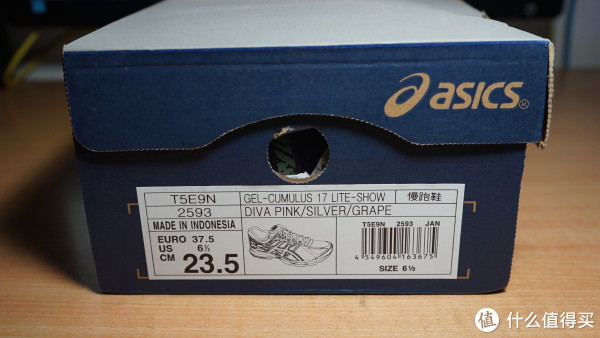 asics®
T5E9N
2593
MADE IN INDONESIA
GEL-CUMULUS 17 LITE-SHOW 慢跑鞋
DIVA PINK/SILVER/GRAPE
EURO 37.5
US 6½
CM 23.5
T5E9N 2593 JAN
4 549604 163675
SIZE 6½
值 什么值得买